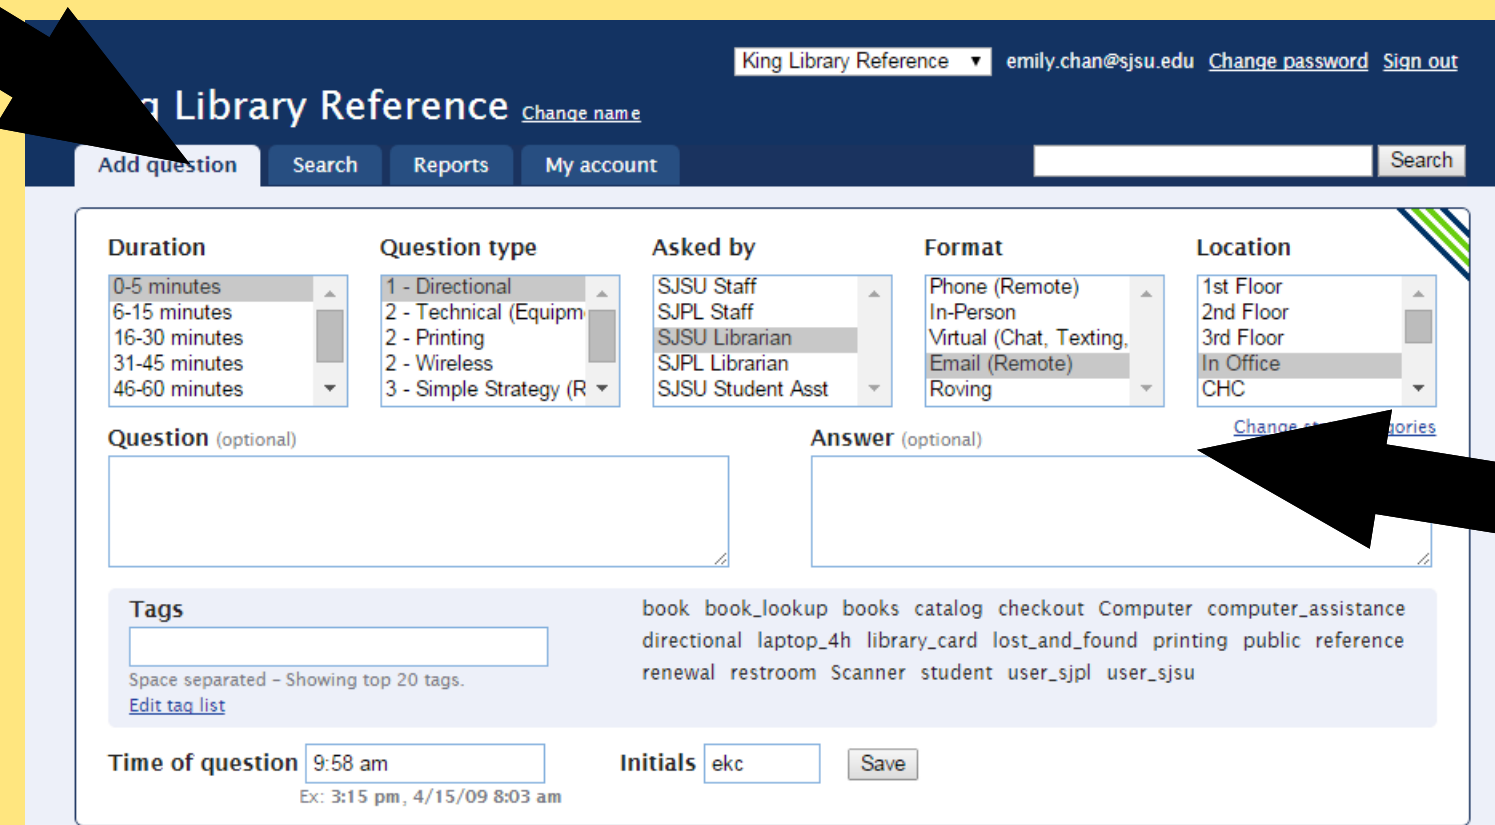 King Library Reference emily.chan@sjsu.edu Change password Sign out
Library Reference Change name
Add question Search Reports My account Search
Duration Question type Asked by Format Location
0-5 minutes 1 - Directional SJSU Staff Phone (Remote) 1st Floor
6-15 minutes 2 - Technical (Equipm SJPL Staff In-Person 2nd Floor
16-30 minutes 2 - Printing SJSU Librarian Virtual (Chat, Texting, 3rd Floor
31-45 minutes 2 - Wireless SJPL Librarian Email (Remote) In Office
46-60 minutes 3 - Simple Strategy (R SJSU Student Asst Roving CHC
Question (optional) Answer (optional) Change
Tags
book book_lookup books catalog checkout Computer computer_assistance
directional laptop_4h library_card lost_and_found printing public reference
renewal restroom Scanner student user_sjpl user_sjsu
Space separated – Showing top 20 tags.
Edit tag list
Time of question 9:58 am Initials ekc Save
Ex: 3:15 pm, 4/15/09 8:03 am